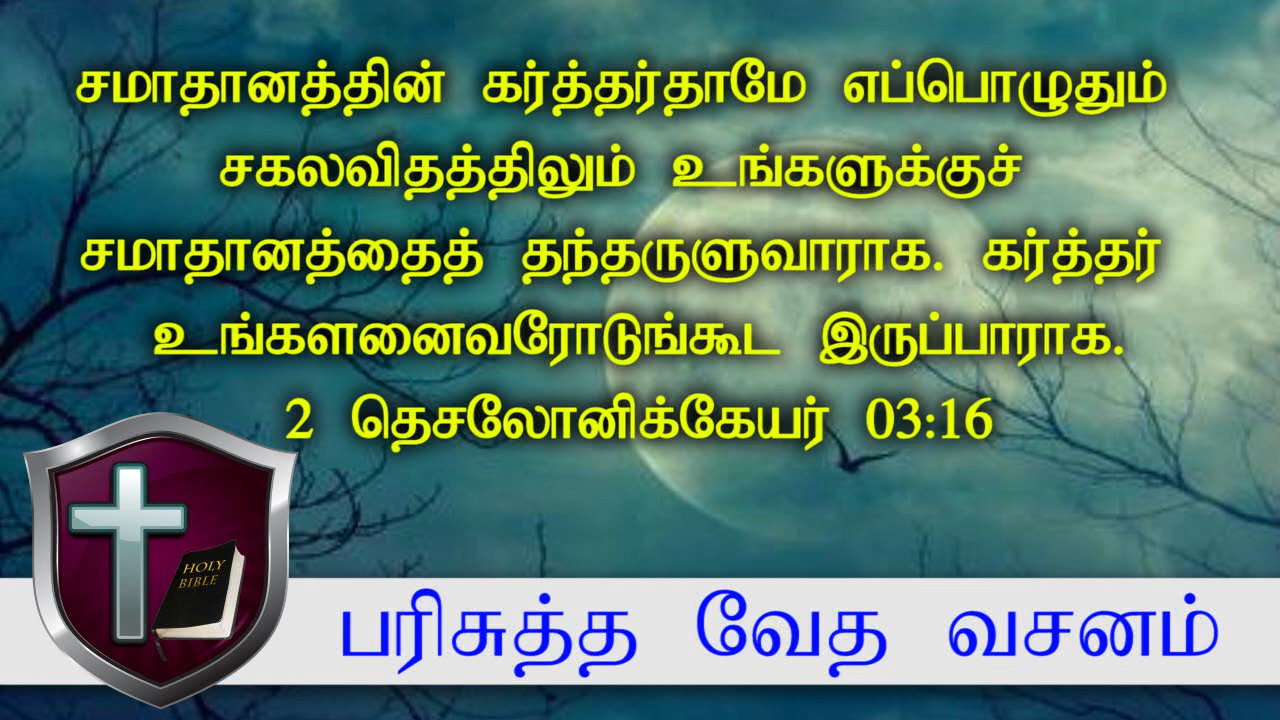 சமாதானத்தின் கர்த்தர்தாமே எப்பொழுதும்
சகலவிதத்திலும் உங்களுக்குச்
சமாதானத்தைத் தந்தருளுவாராக. கர்த்தர்
உங்களனைவரோடுங்கூட இருப்பாராக.
2 தெசலோனிக்கேயர் 03:16
HOLY
BIBLE
பரிசுத்த வேத வசனம்